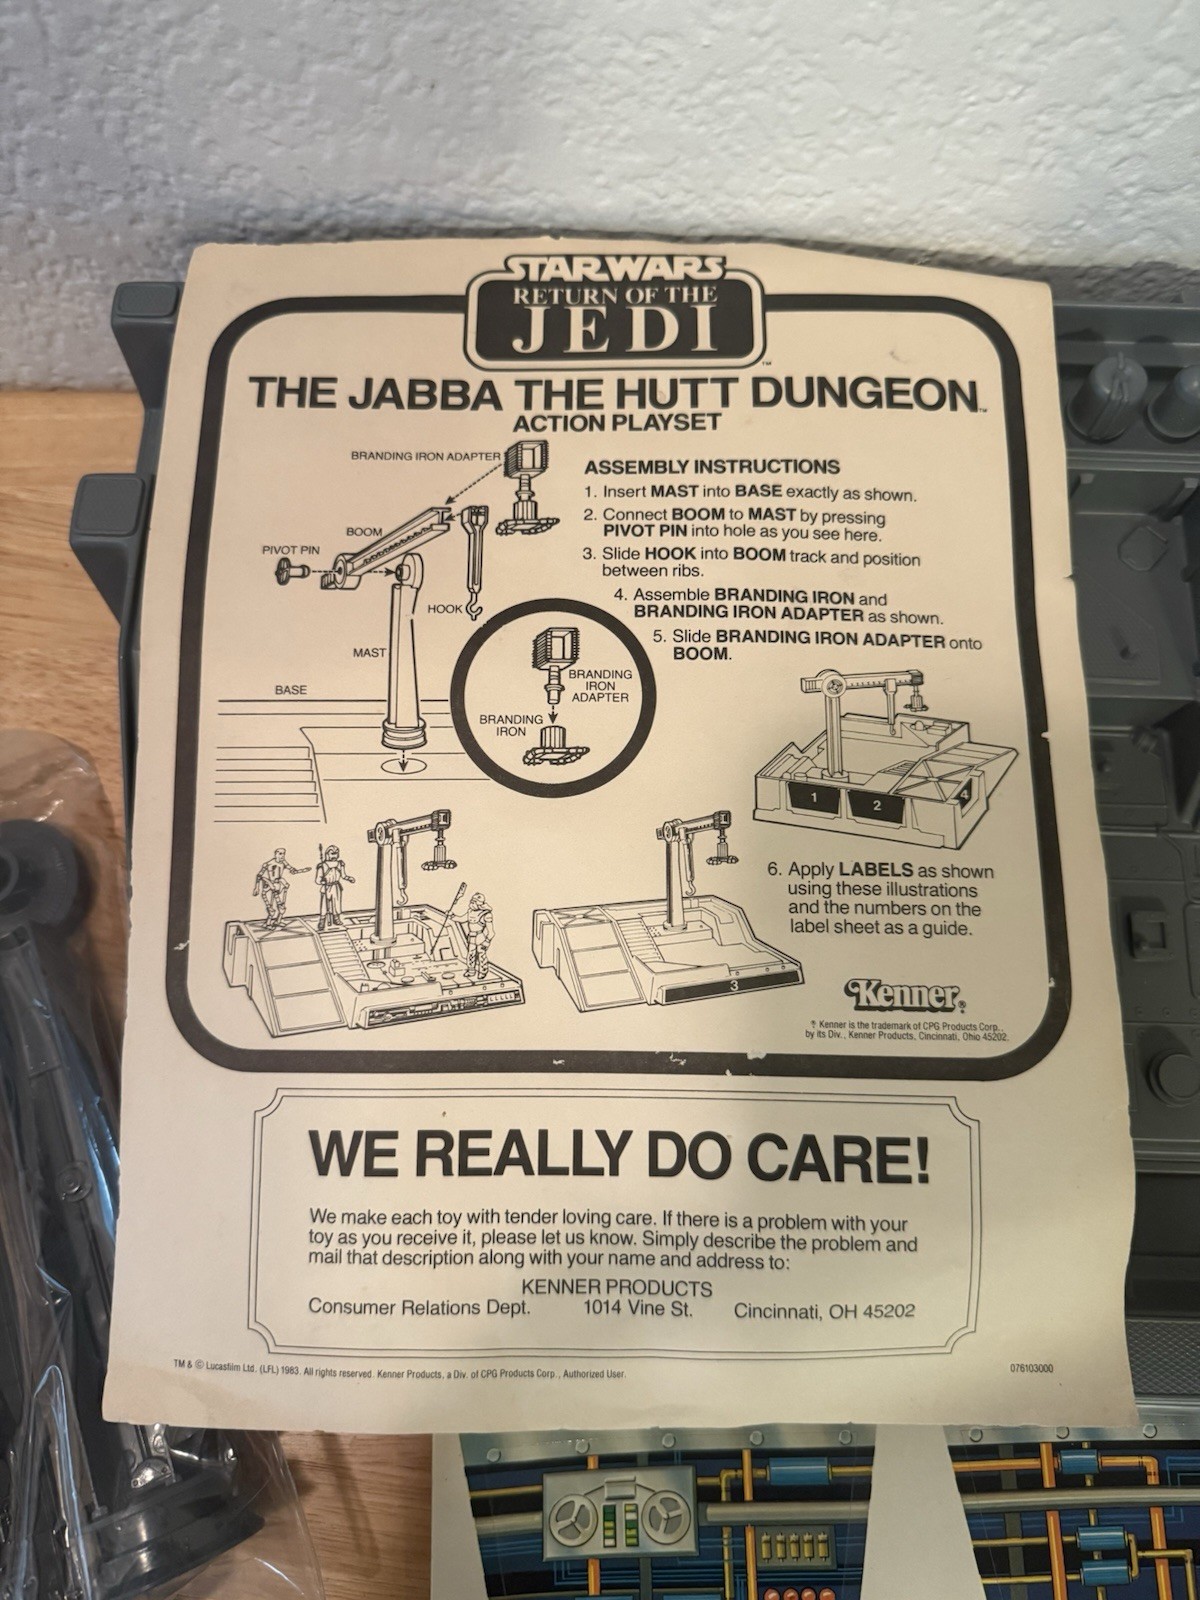 STAR WARS
RETURN OF THE
JEDI
™
THE JABBA THE HUTT DUNGEON™
ACTION PLAYSET
BRANDING IRON ADAPTER
BOOM
PIVOT PIN
HOOK
MAST
BASE
BRANDING
IRON
ADAPTER
BRANDING
IRON
ASSEMBLY INSTRUCTIONS
1. Insert MAST into BASE exactly as shown.
2. Connect BOOM to MAST by pressing
PIVOT PIN into hole as you see here.
3. Slide HOOK into BOOM track and position
between ribs.
4. Assemble BRANDING IRON and
BRANDING IRON ADAPTER as shown.
5. Slide BRANDING IRON ADAPTER onto
BOOM.
1
2
4
3
6. Apply LABELS as shown
using these illustrations
and the numbers on the
label sheet as a guide.
Kenner®
® Kenner is the trademark of CPG Products Corp.,
by its Div., Kenner Products, Cincinnati, Ohio 45202.
WE REALLY DO CARE!
We make each toy with tender loving care. If there is a problem with your
toy as you receive it, please let us know. Simply describe the problem and
mail that description along with your name and address to:
KENNER PRODUCTS
Consumer Relations Dept. 1014 Vine St. Cincinnati, OH 45202
TM & © Lucasfilm Ltd. (LFL) 1983. All rights reserved. Kenner Products, a Div. of CPG Products Corp., Authorized User.
076103000